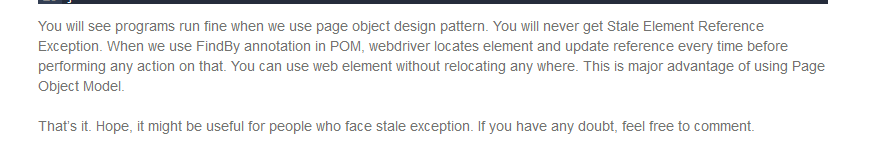 You will see programs run fine when we use page object design pattern. You will never get Stale Element Reference
Exception. When we use FindBy annotation in POM, webdriver locates element and update reference every time before
performing any action on that. You can use web element without relocating any where. This is major advantage of using Page
Object Model.
That's it. Hope, it might be useful for people who face stale exception. If you have any doubt, feel free to comment.